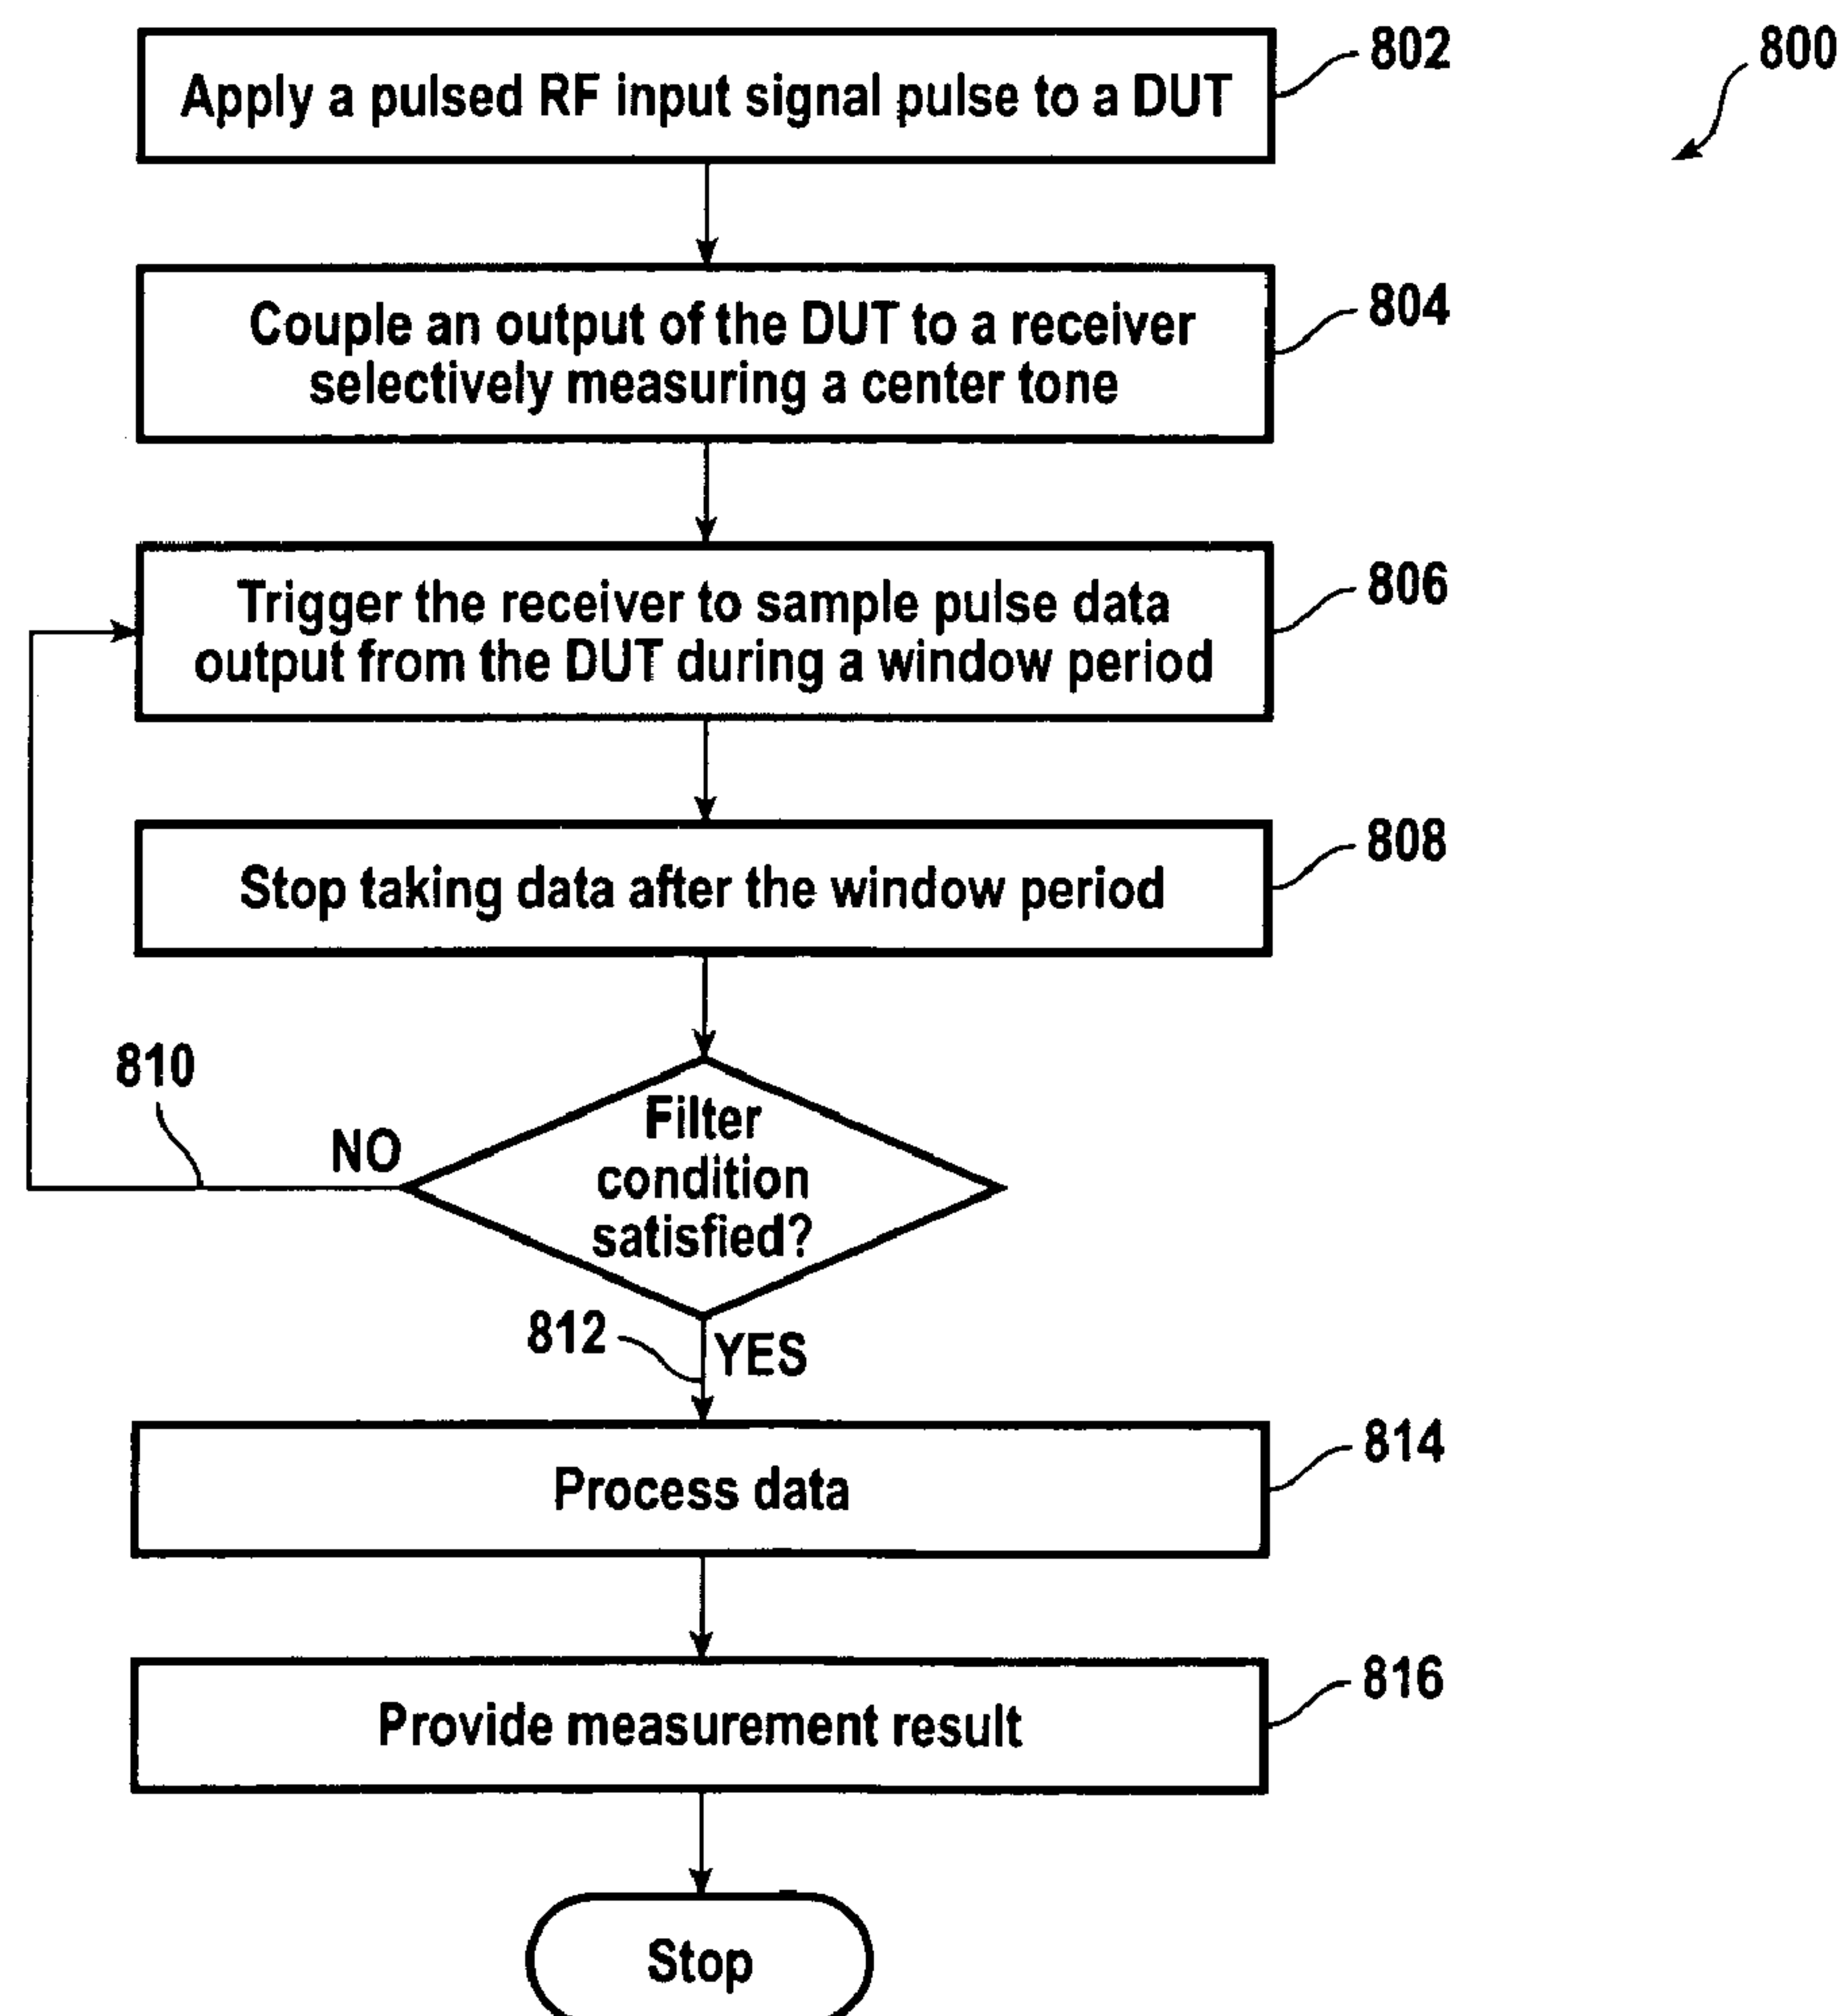 802
800
Apply a pulsed RF input signal pulse to a DUT
804
Couple an output of the DUT to a receiver
selectively measuring a center tone
806
Trigger the receiver to sample pulse data
output from the DUT during a window period
808
Stop taking data after the window period
810
NO
Filter
condition
satisfied?
812
YES
814
Process data
816
Provide measurement result
Stop